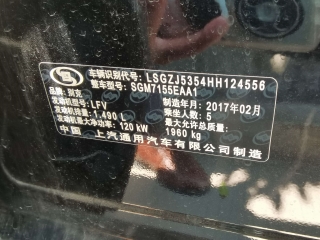 车辆识别代号: LSGZJ5354HH124556
整车型号: SGM7155EAA1
品牌: 别克 制造年月: 2017年02月
发动机型号: LFV 乘坐人数: 5
发动机排量: 1.490 L 最大允许总质量:
发动机最大净功率: 120 kW 1960 kg
中国 上汽通用汽车有限公司制造